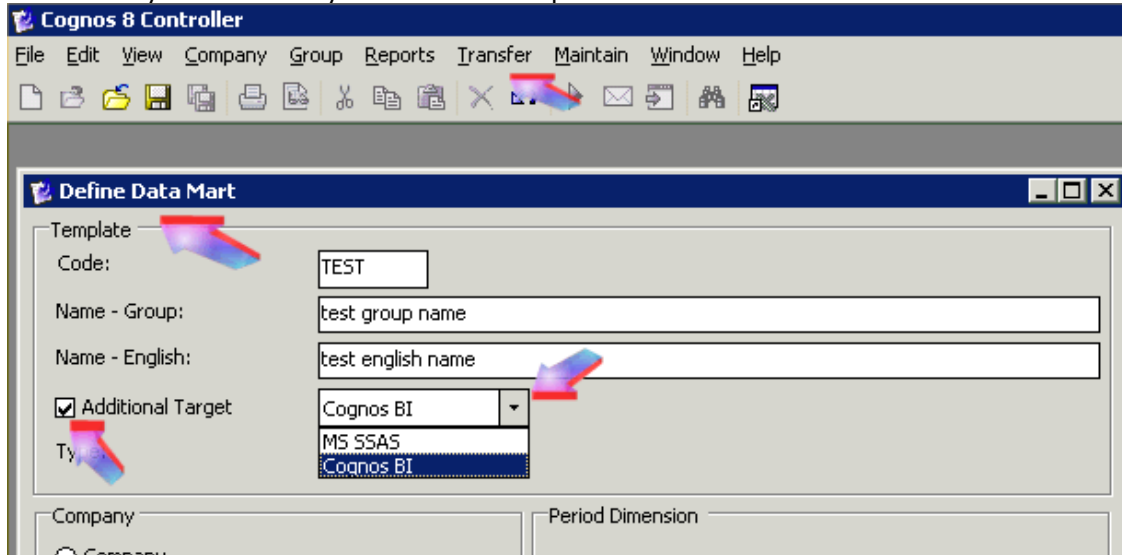 Cognos 8 Controller
File Edit View Company Group Reports Transfer Maintain Window Help
Define Data Mart
Template
Code: TEST
Name - Group: test group name
Name - English: test english name
Additional Target Cognos BI
MS SSAS
Cognos BI
Company Period Dimension